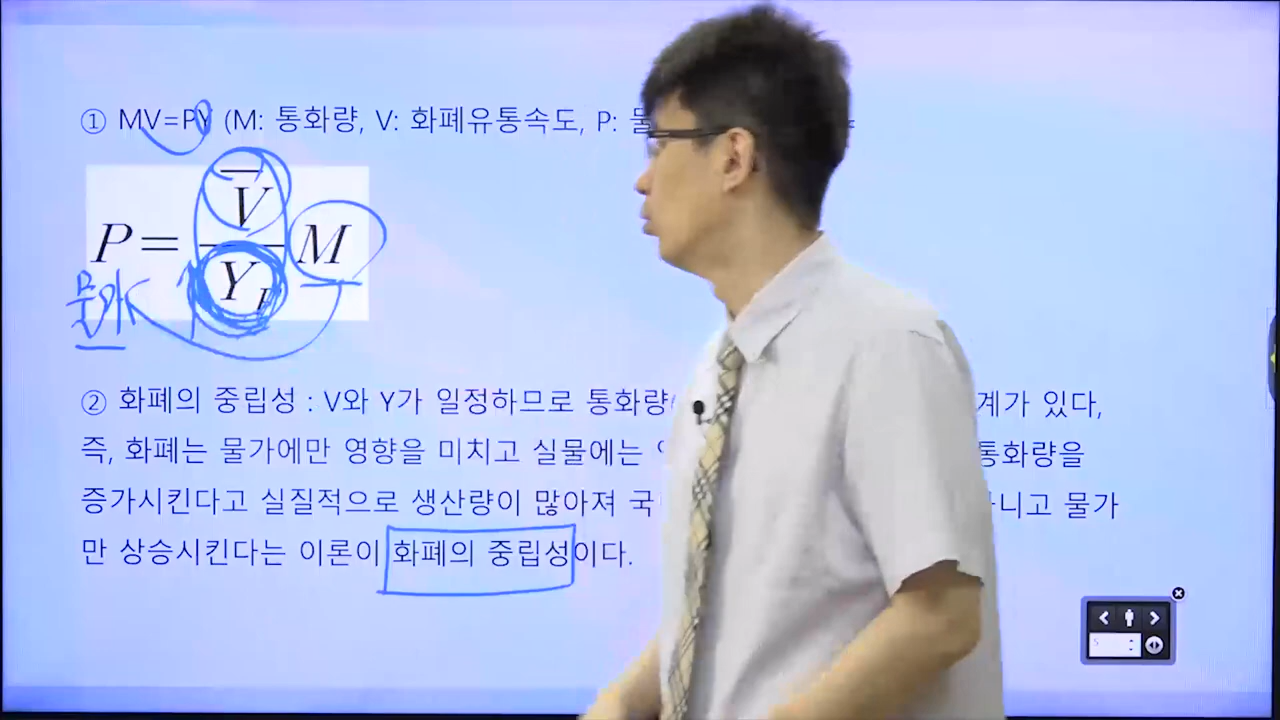 ① MV=PY (M: 통화량, V: 화폐유통속도, P:
P = V
Y
M
물가
② 화폐의 중립성 : V와 Y가 일정하므로 통화량 계가 있다,
즉, 화폐는 물가에만 영향을 미치고 실물에는 통화량을
증가시킨다고 실질적으로 생산량이 많아져 물가
만 상승시킨다는 이론이 화폐의 중립성이다.